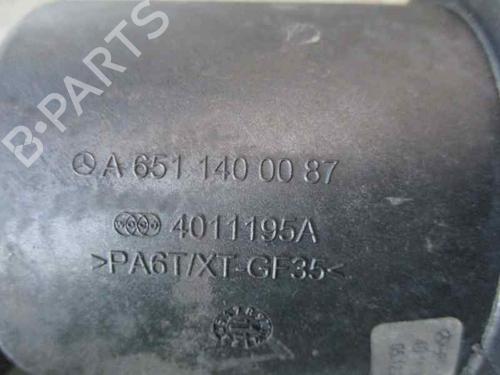 B-PARTS
A 651 140 00 87
4011195A
>PA6T/XT-GF35<